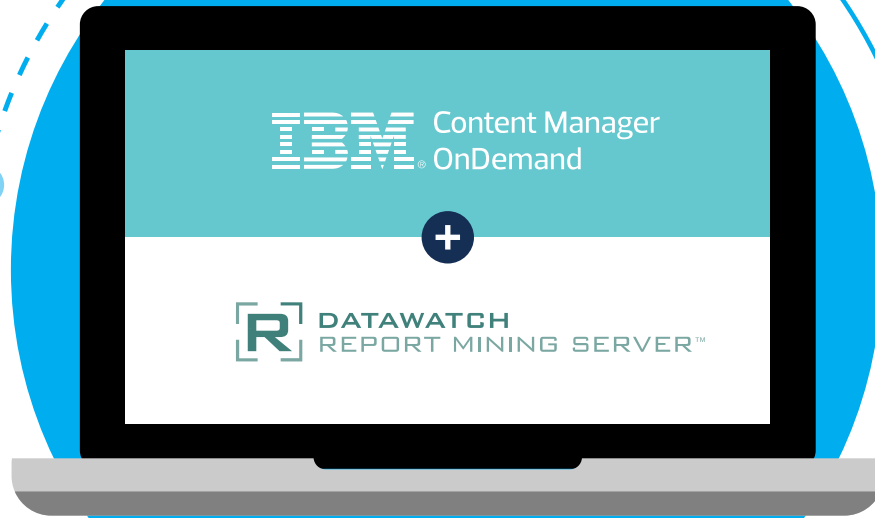 IBM® Content Manager
OnDemand
+
R DATAWATCH
REPORT MINING SERVER™